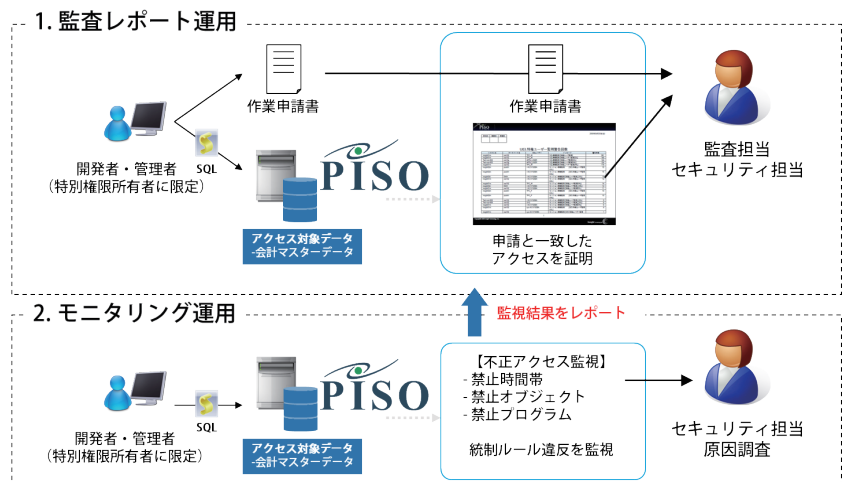 1. 監査レポート運用
作業申請書
作業申請書
開発者・管理者
（特別権限所有者に限定）
SQL
PISO
アクセス対象データ
-会計マスターデータ
PISO
申請と一致した
アクセスを証明
監査担当
セキュリティ担当
監視結果をレポート
2. モニタリング運用
開発者・管理者
（特別権限所有者に限定）
SQL
PISO
アクセス対象データ
-会計マスターデータ
【不正アクセス監視】
- 禁止時間帯
- 禁止オブジェクト
- 禁止プログラム
統制ルール違反を監視
セキュリティ担当
原因調査